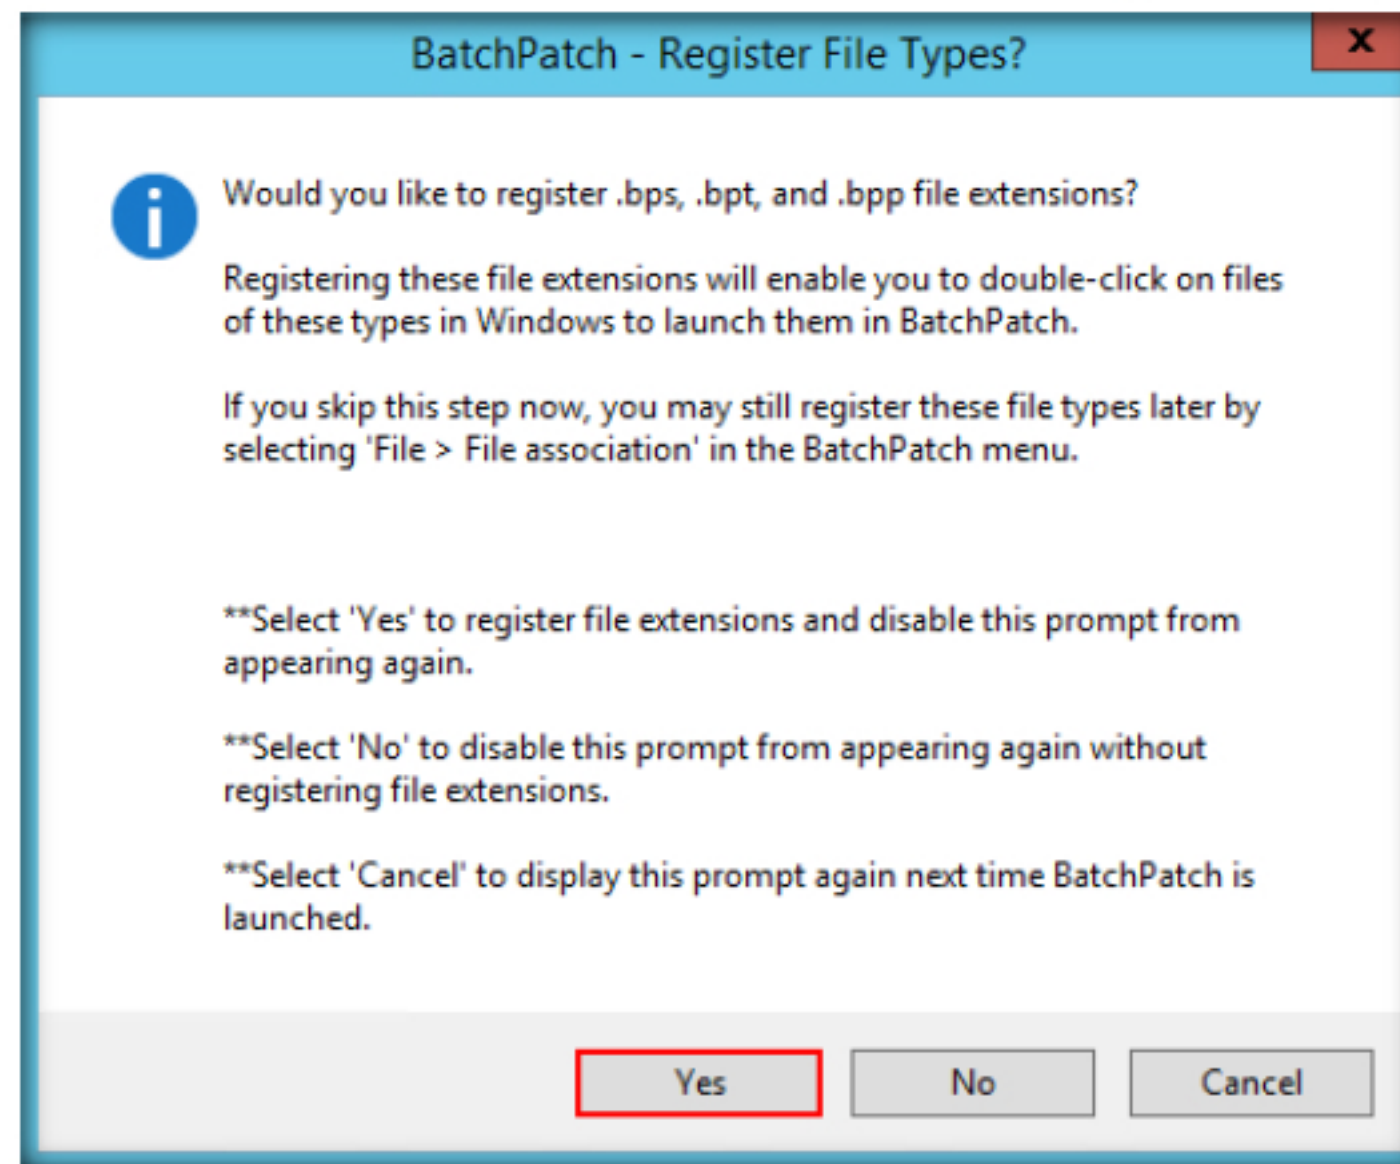 BatchPatch - Register File Types?
x
Would you like to register .bps, .bpt, and .bpp file extensions?
Registering these file extensions will enable you to double-click on files
of these types in Windows to launch them in BatchPatch.
If you skip this step now, you may still register these file types later by
selecting 'File > File association' in the BatchPatch menu.
**Select 'Yes' to register file extensions and disable this prompt from
appearing again.
**Select 'No' to disable this prompt from appearing again without
registering file extensions.
**Select 'Cancel' to display this prompt again next time BatchPatch is
launched.
Yes No Cancel